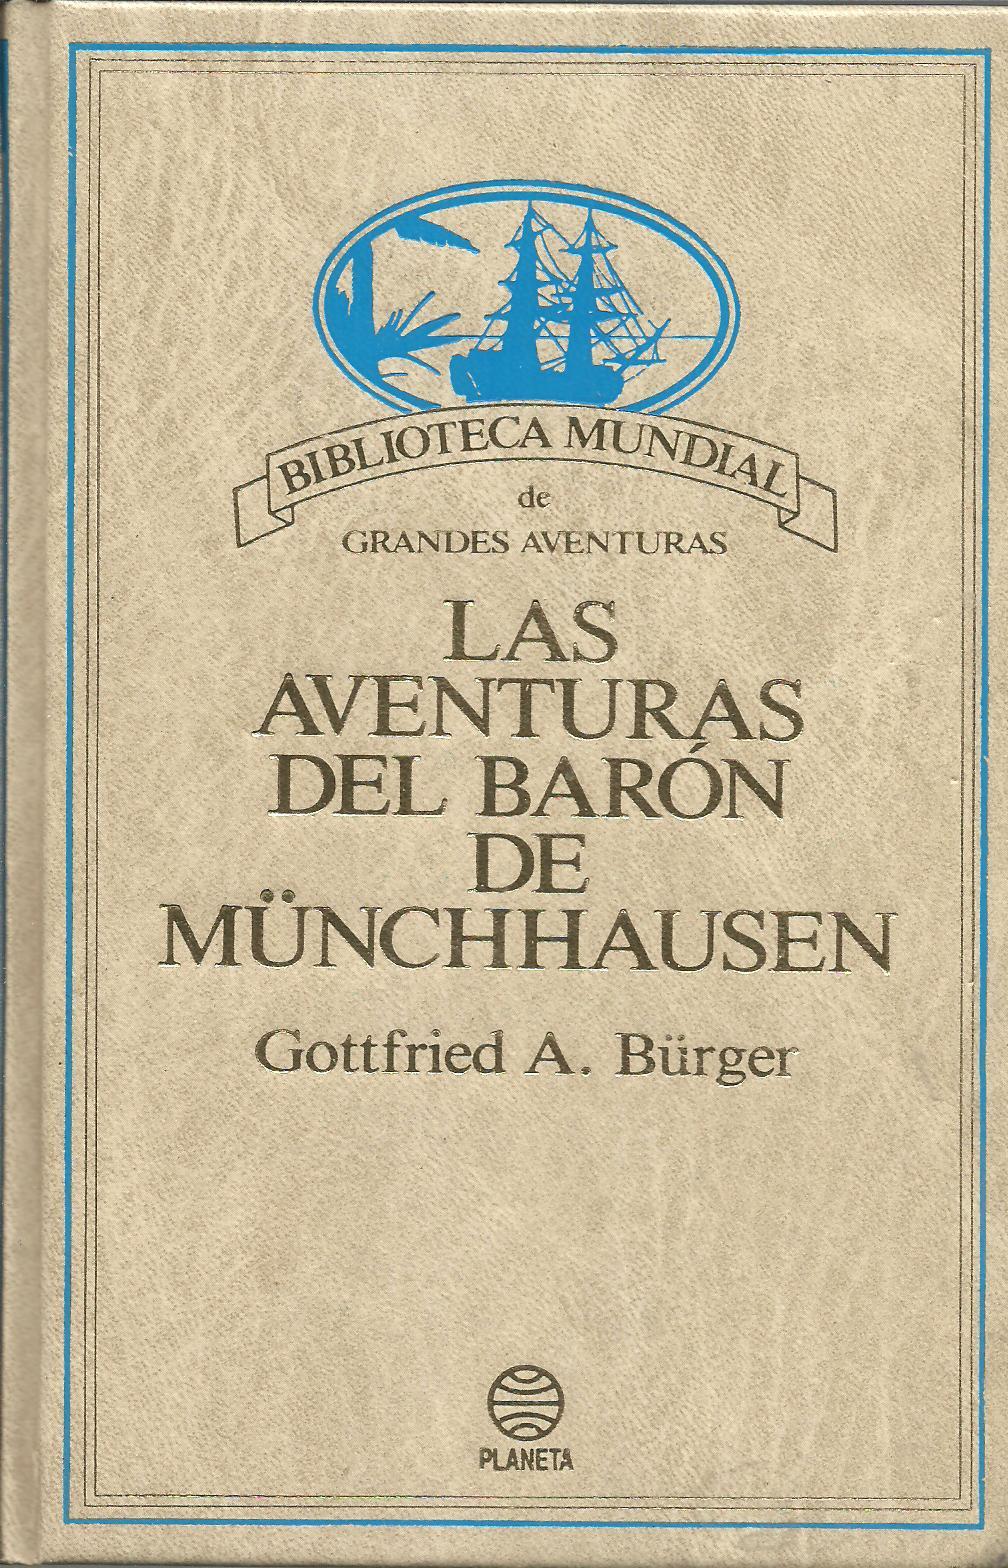 BIBLIOTECA MUNDIAL
de
GRANDES AVENTURAS
LAS
AVENTURAS
DEL BARÓN
DE
MÜNCHHAUSEN
Gottfried A. Bürger
PLANETA